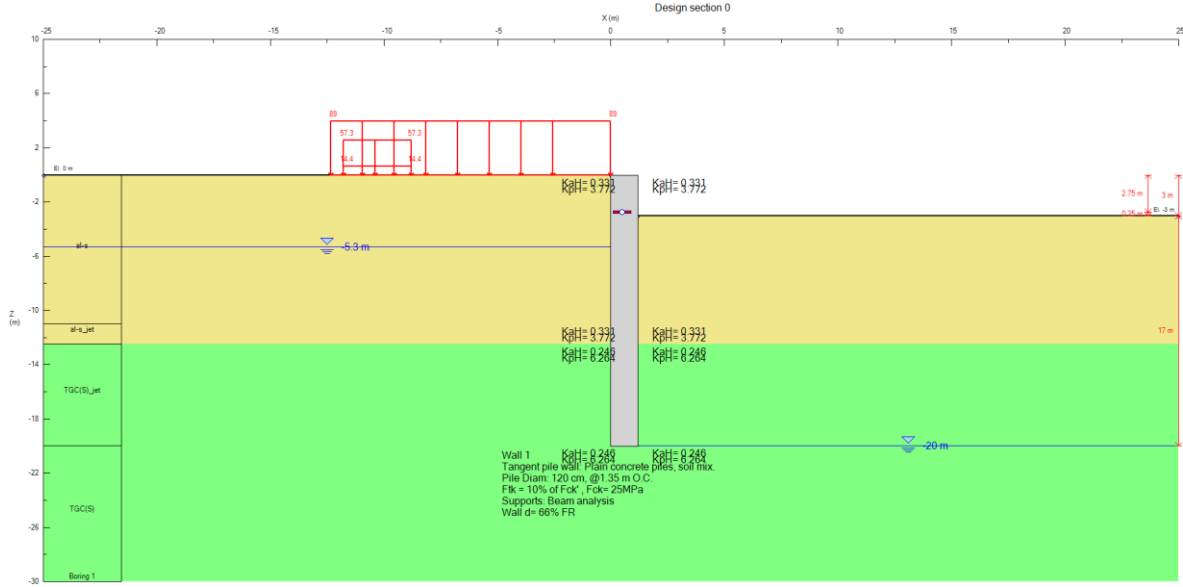 Design section 0
X (m)
-25 -20 -15 -10 -5 0 5 10 15 20 25
10
6
2
-2
-6
-10
Z
(m)
-14
-18
-22
-26
-30
89 89
57.3 57.3
14.4 14.4
El. 0 m
KaH= 0.331 KaH= 0.331
KpH= 3.772 KpH= 3.772
2.75 m 3 m
0.25 m El. -3 m
al-s
-5.3 m
al-s_jet
KaH= 0.331 KaH= 0.331
KpH= 3.772 KpH= 3.772
KaH= 0.246 KaH= 0.246
KpH= 6.264 KpH= 6.264
17 m
TGC(S)_jet
-20 m
KaH= 0.246 KaH= 0.246
KpH= 6.264 KpH= 6.264
Wall 1
Tangent pile wall: Plain concrete piles, soil mix.
Pile Diam: 120 cm, @1.35 m O.C.
Ftk = 10% of Fck' , Fck= 25MPa
Supports: Beam analysis
Wall d= 66% FR
TGC(S)
Boring 1